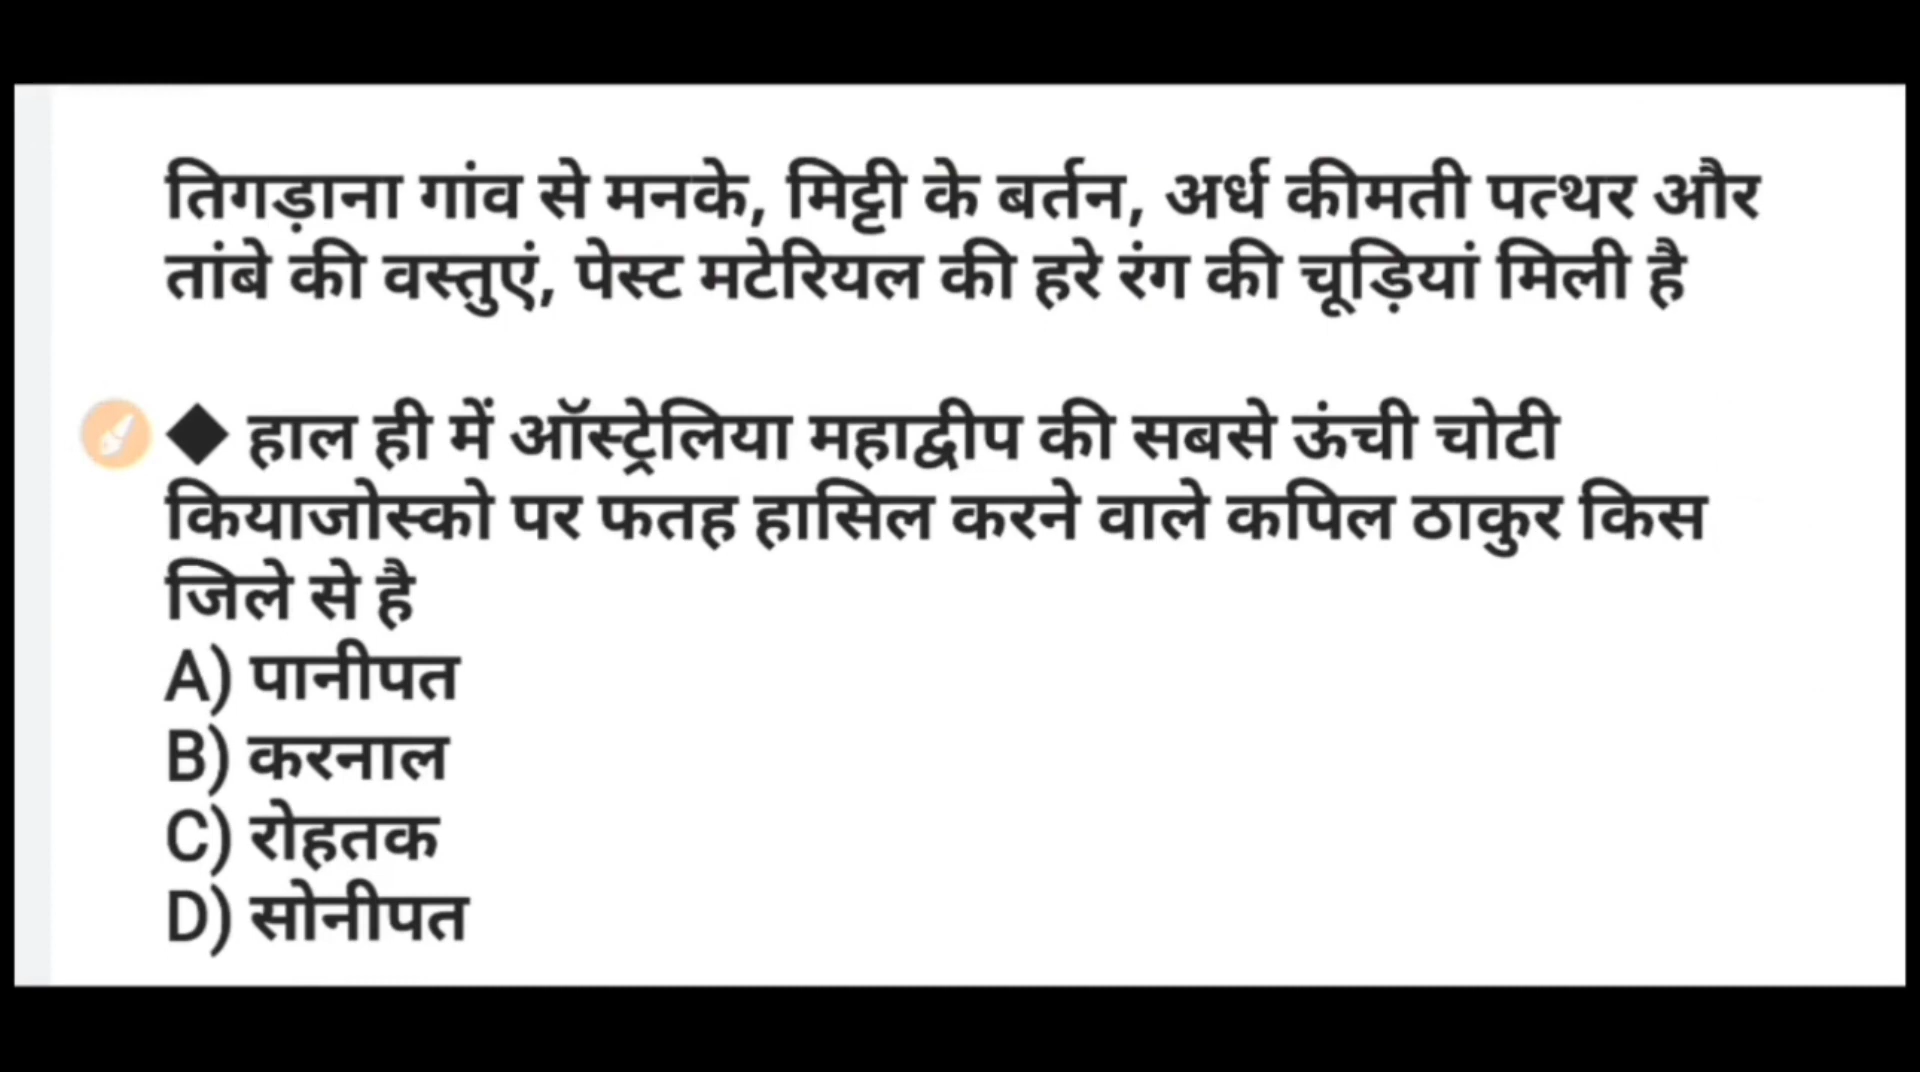 तिगड़ाना गांव से मनके, मिट्टी के बर्तन, अर्ध कीमती पत्थर और
तांबे की वस्तुएं, पेस्ट मटेरियल की हरे रंग की चूड़ियां मिली है
◆ हाल ही में ऑस्ट्रेलिया महाद्वीप की सबसे ऊंची चोटी
कियाजोस्को पर फतह हासिल करने वाले कपिल ठाकुर किस
जिले से है
A) पानीपत
B) करनाल
C) रोहतक
D) सोनीपत